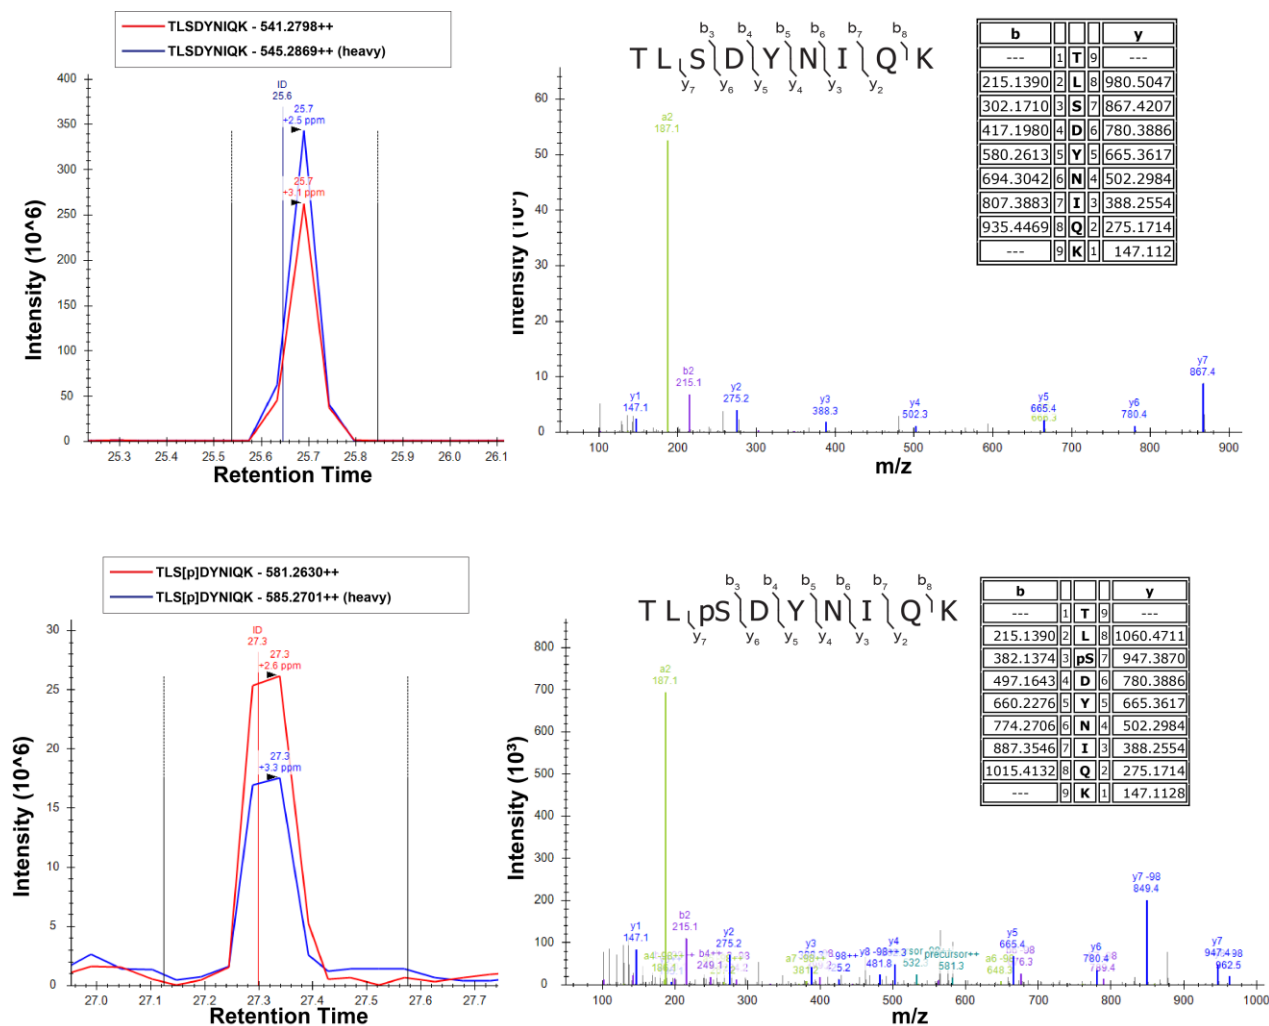 TLSDYNIQK - 541.2798++
TLSDYNIQK - 545.2869++ (heavy)
Intensity (10^6)
400
350
300
250
200
150
100
50
0
ID
25.6
25.7
+2.5 ppm
25.7
+3.1 ppm
25.3 25.4 25.5 25.6 25.7 25.8 25.9 26.0 26.1
Retention Time
b3 b4 b5 b6 b7 b8
T L S D Y N I Q K
y7 y6 y5 y4 y3 y2
60
50
40
30
20
10
0
a2
187.1
y1
147.1
b2
215.1
y2
275.2
y3
388.3
y4
502.3
y5
665.4
y6
780.4
y7
867.4
100 200 300 400 500 600 700 800 900
m/z
b y
--- 1 T 9 ---
215.1390 2 L 8 980.5047
302.1710 3 S 7 867.4207
417.1980 4 D 6 780.3886
580.2613 5 Y 5 665.3617
694.3042 6 N 4 502.2984
807.3883 7 I 3 388.2554
935.4469 8 Q 2 275.1714
--- 9 K 1 147.112
TLS[p]DYNIQK - 581.2630++
TLS[p]DYNIQK - 585.2701++ (heavy)
Intensity (10^6)
30
25
20
15
10
5
0
ID
27.3
27.3
+2.6 ppm
27.3
+3.3 ppm
27.0 27.1 27.2 27.3 27.4 27.5 27.6 27.7
Retention Time
b3 b4 b5 b6 b7 b8
T L pS D Y N I Q K
y7 y6 y5 y4 y3 y2
Intensity (10³)
800
700
600
500
400
300
200
100
0
a2
187.1
y1
147.1
b2
215.1
b4++
249.1
y2
275.2
y3
y4
481.8
precursor++
581.3
y5
665.4
y6
780.4
y7 -98
849.4
y7
947.4
962.5
100 200 300 400 500 600 700 800 900 1000
m/z
b y
--- 1 T 9 ---
215.1390 2 L 8 1060.4711
382.1374 3 pS 7 947.3870
497.1643 4 D 6 780.3886
660.2276 5 Y 5 665.3617
774.2706 6 N 4 502.2984
887.3546 7 I 3 388.2554
1015.4132 8 Q 2 275.1714
--- 9 K 1 147.1128